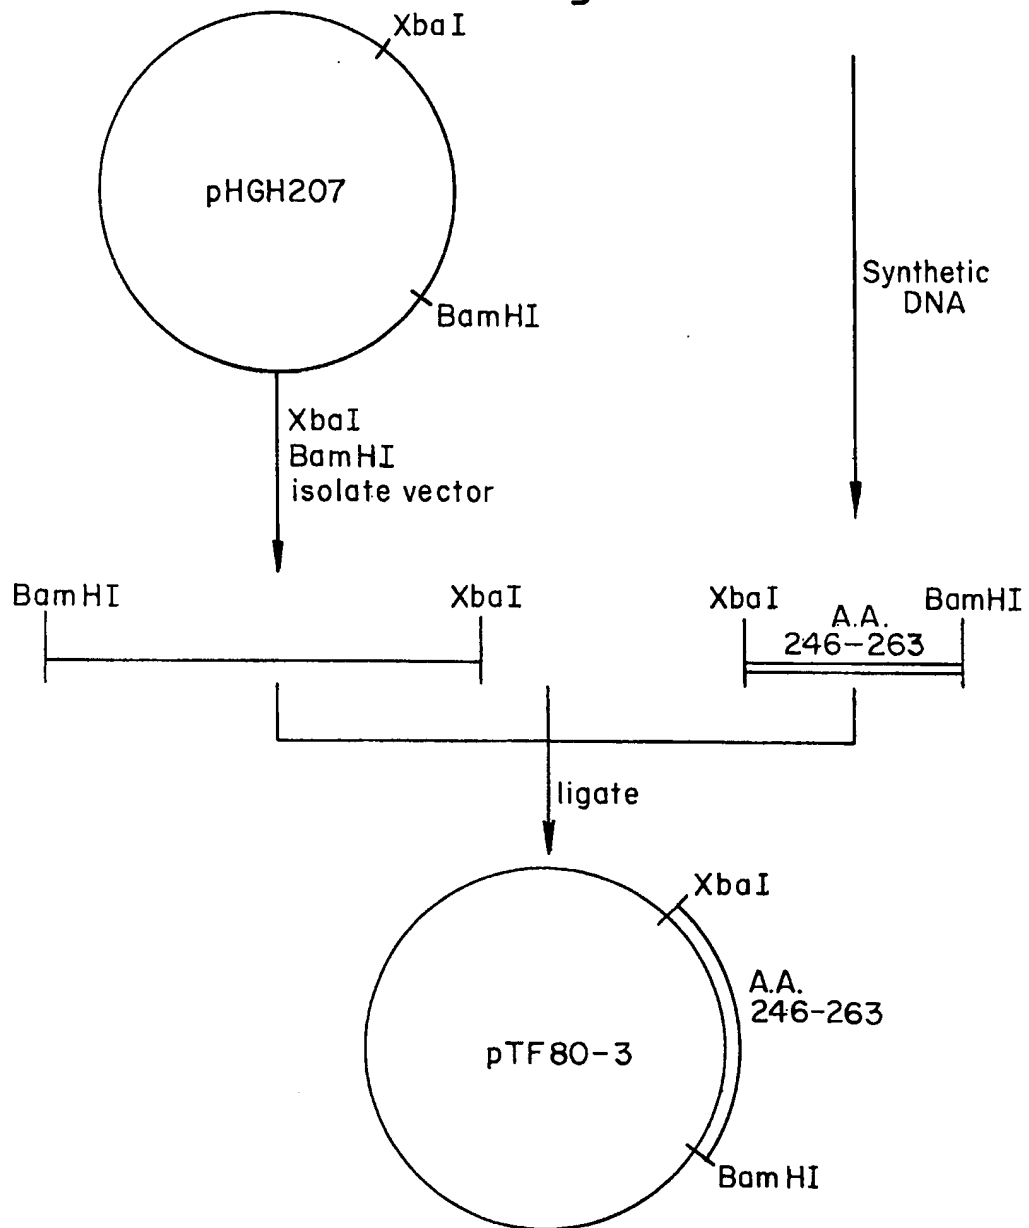 XbaI
pHGH207
BamHI
Synthetic
DNA
XbaI
BamHI
isolate vector
BamHI
XbaI
XbaI
A.A.
246-263
BamHI
ligate
XbaI
A.A.
246-263
pTF80-3
BamHI